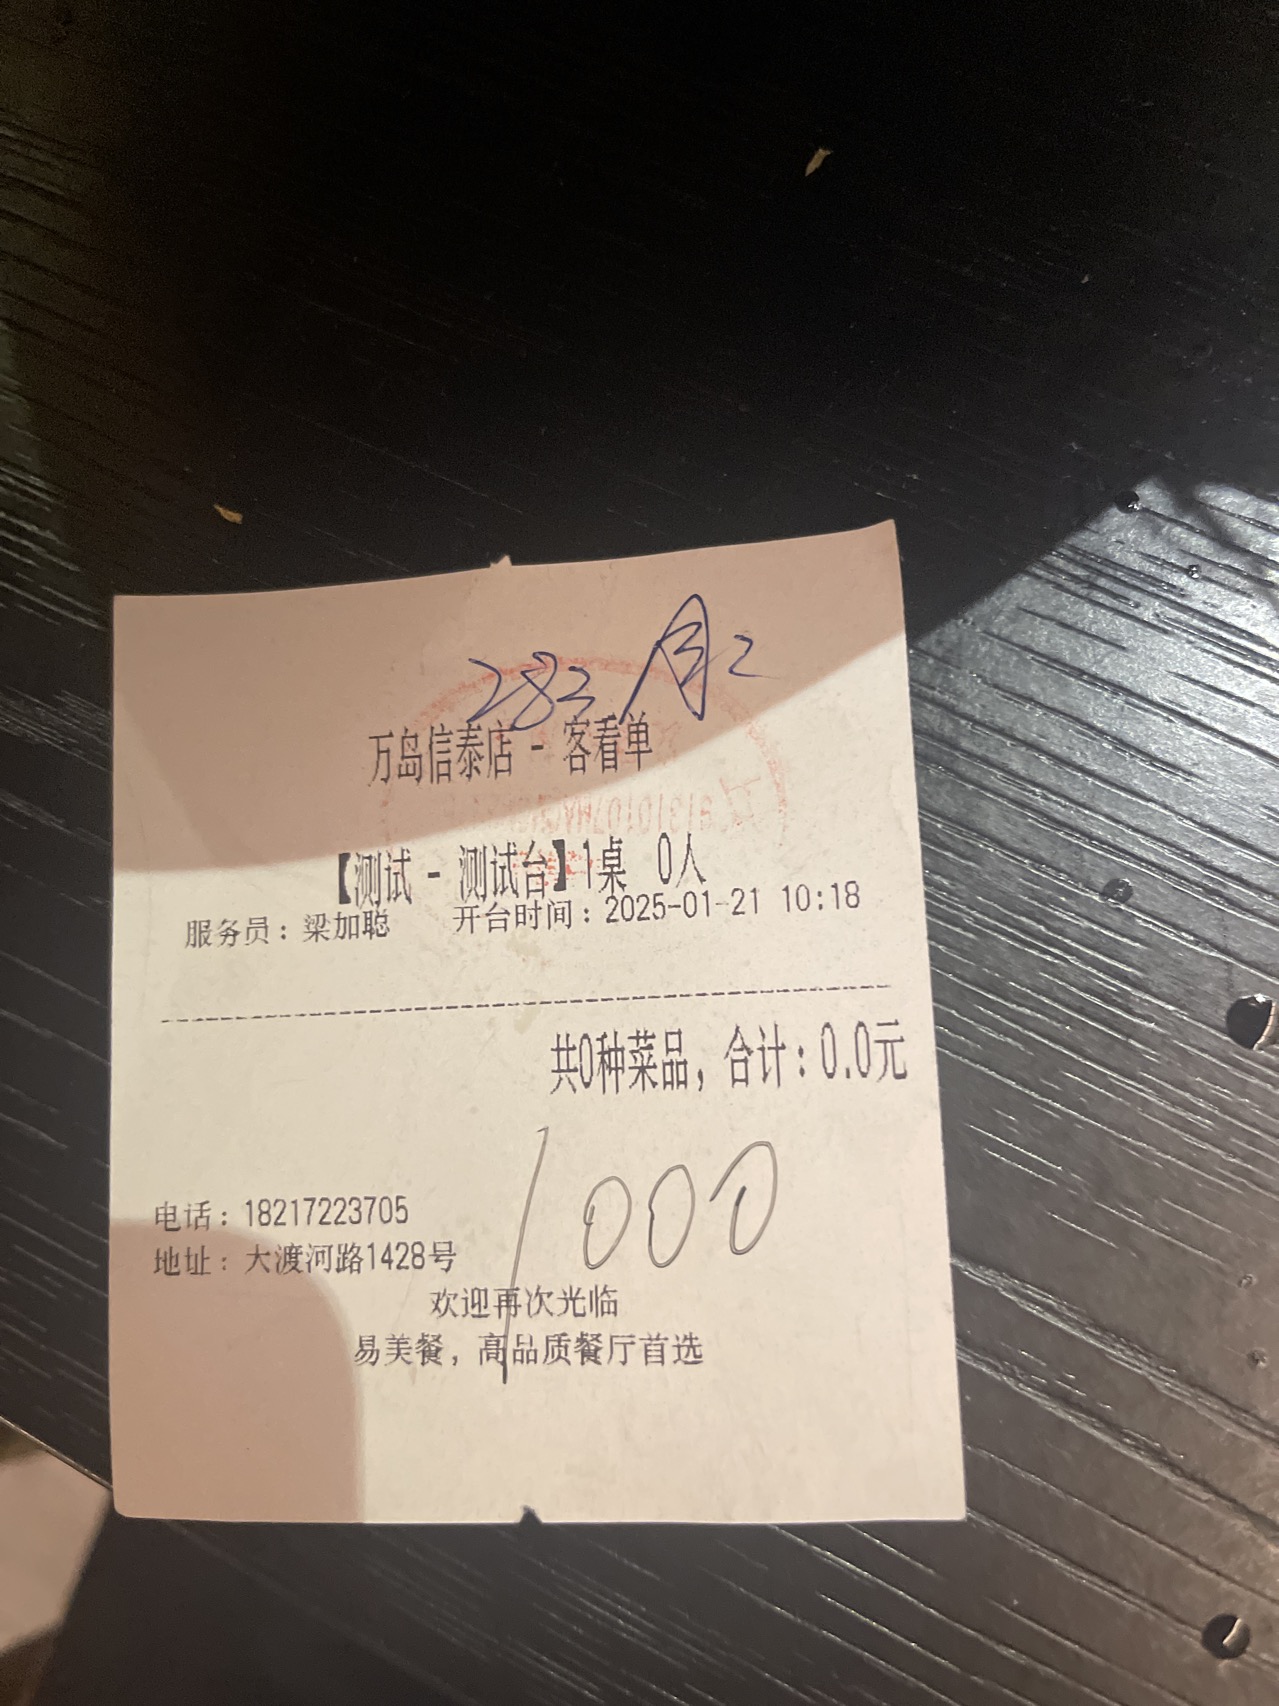 283 月2
万岛信泰店 - 客看单
【测试 - 测试台】1桌 0人
服务员：梁加聪 开台时间：2025-01-21 10:18
共0种菜品，合计：0.0元
1000
电话：18217223705
地址：大渡河路1428号
欢迎再次光临
易美餐，高品质餐厅首选